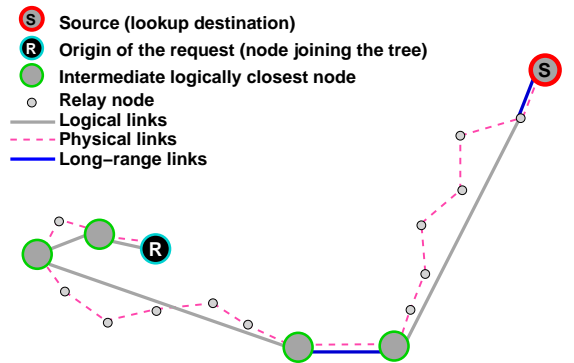 S Source (lookup destination)
R Origin of the request (node joining the tree)
Intermediate logically closest node
Relay node
Logical links
Physical links
Long−range links
S
R